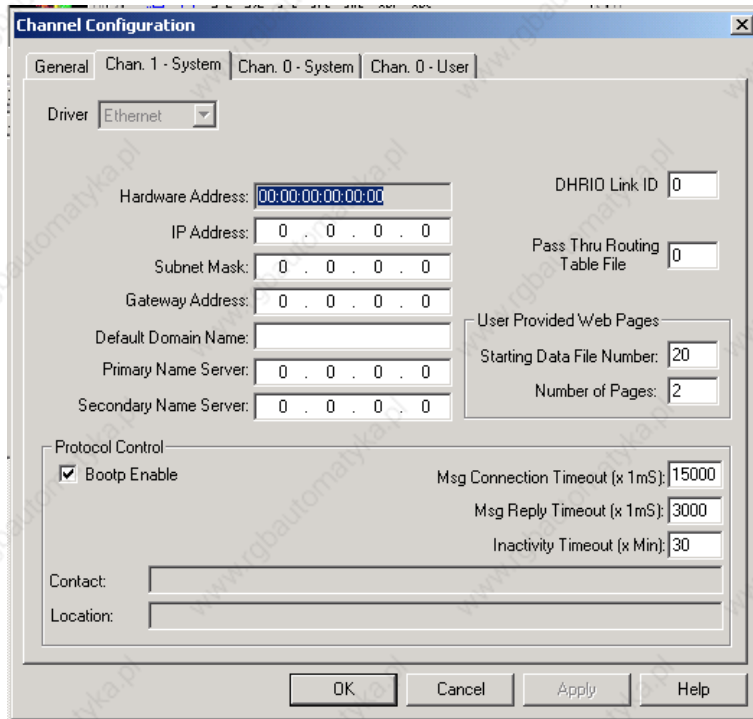 Channel Configuration
General Chan. 1 - System Chan. 0 - System Chan. 0 - User
Driver Ethernet
Hardware Address: 00:00:00:00:00:00
DHRIO Link ID 0
IP Address: 0 . 0 . 0 . 0
Subnet Mask: 0 . 0 . 0 . 0
Pass Thru Routing
Table File 0
Gateway Address: 0 . 0 . 0 . 0
Default Domain Name:
Primary Name Server: 0 . 0 . 0 . 0
Secondary Name Server: 0 . 0 . 0 . 0
User Provided Web Pages
Starting Data File Number: 20
Number of Pages: 2
Protocol Control
Bootp Enable
Msg Connection Timeout (x 1mS): 15000
Msg Reply Timeout (x 1mS): 3000
Inactivity Timeout (x Min): 30
Contact:
Location:
OK Cancel Apply Help
www.rgbautomatyka.pl